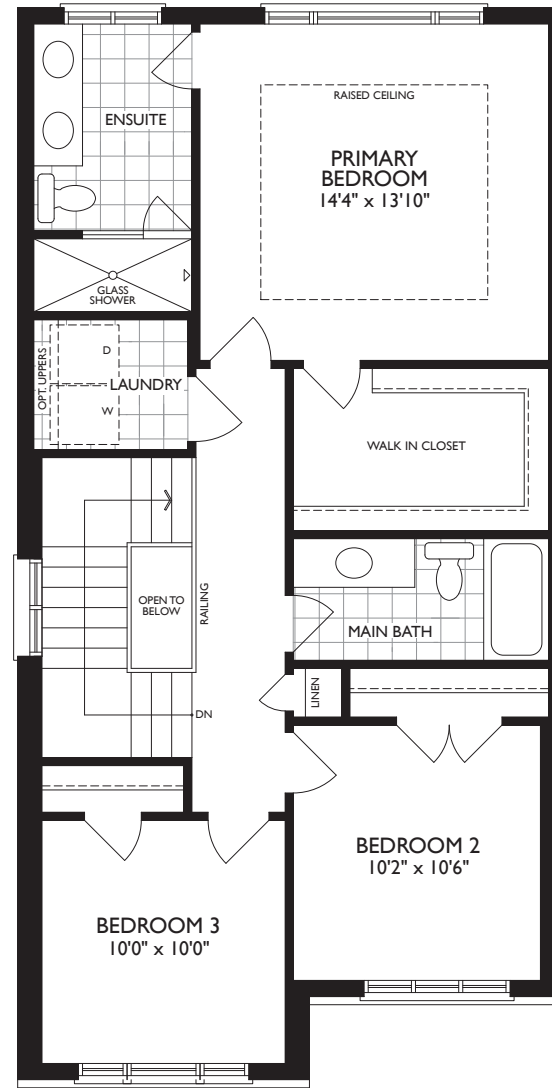 RAISED CEILING
ENSUITE
PRIMARY
BEDROOM
14'4" x 13'10"
GLASS
SHOWER
OPT. UPPERS
D
LAUNDRY
W
WALK IN CLOSET
OPEN TO
BELOW
RAILING
MAIN BATH
LINEN
DN
BEDROOM 2
10'2" x 10'6"
BEDROOM 3
10'0" x 10'0"